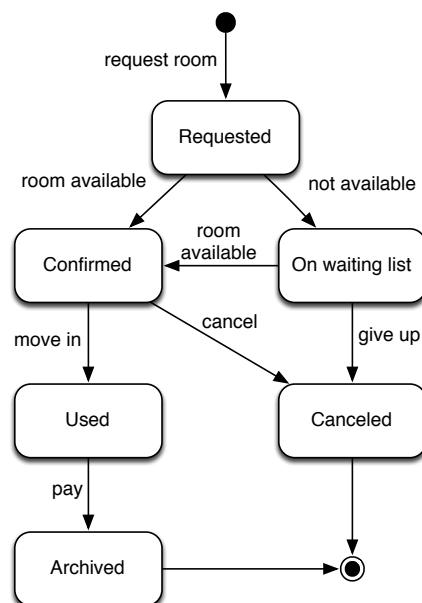 request room
Requested
room available
not available
room
available
Confirmed
On waiting list
move in
cancel
give up
Used
Canceled
pay
Archived